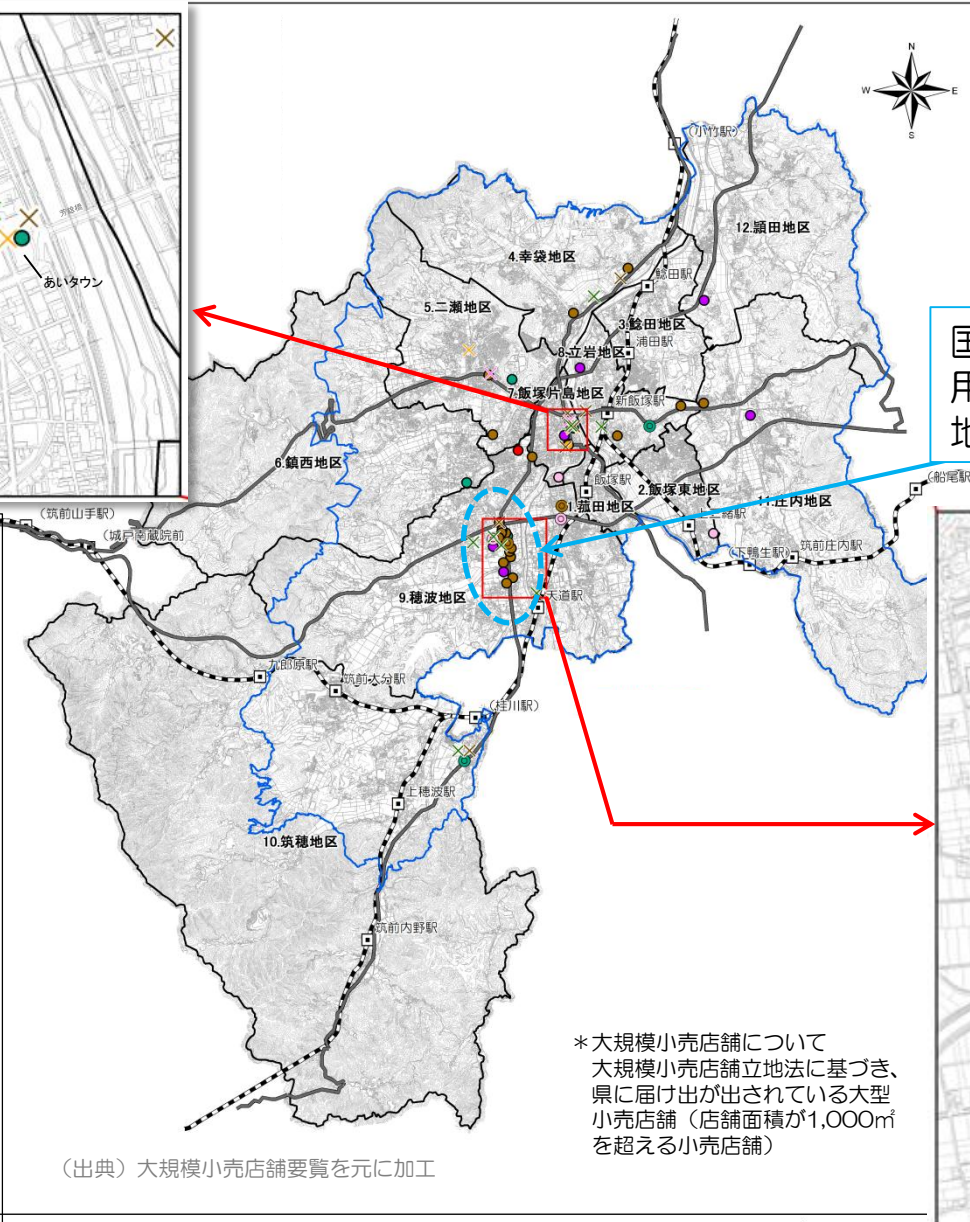 芳雄橋
あいタウン
N
W
E
S
(小竹駅)
12.頴田地区
4.幸袋地区
鯰田駅
5.二瀬地区
3.鯰田地区
浦田駅
8.立岩地区
7.飯塚片島地区
新飯塚駅
国
用
地
6.鎮西地区
飯塚駅
2.飯塚東地区
1.菰田地区
11.庄内地区
(船尾駅)
(筑前山手駅)
(城戸南蔵院前
(下鴨生駅)
筑前庄内駅
9.穂波地区
天道駅
九郎原駅
筑前大分駅
(桂川駅)
上穂波駅
10.筑穂地区
筑前内野駅
＊大規模小売店舗について
大規模小売店舗立地法に基づき、
県に届け出が出されている大型
小売店舗（店舗面積が1,000㎡
を超える小売店舗）
（出典）大規模小売店舗要覧を元に加工